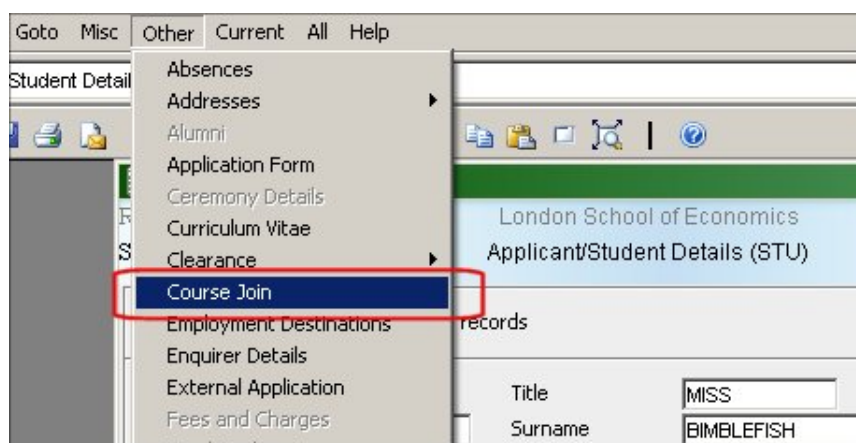 Goto Misc Other Current All Help
Student Detail
Absences
Addresses
Alumni
Application Form
Ceremony Details
Curriculum Vitae
Clearance
Course Join
Employment Destinations
Enquirer Details
External Application
Fees and Charges
London School of Economics
Applicant/Student Details (STU)
records
Title MISS
Surname BIMBLEFISH